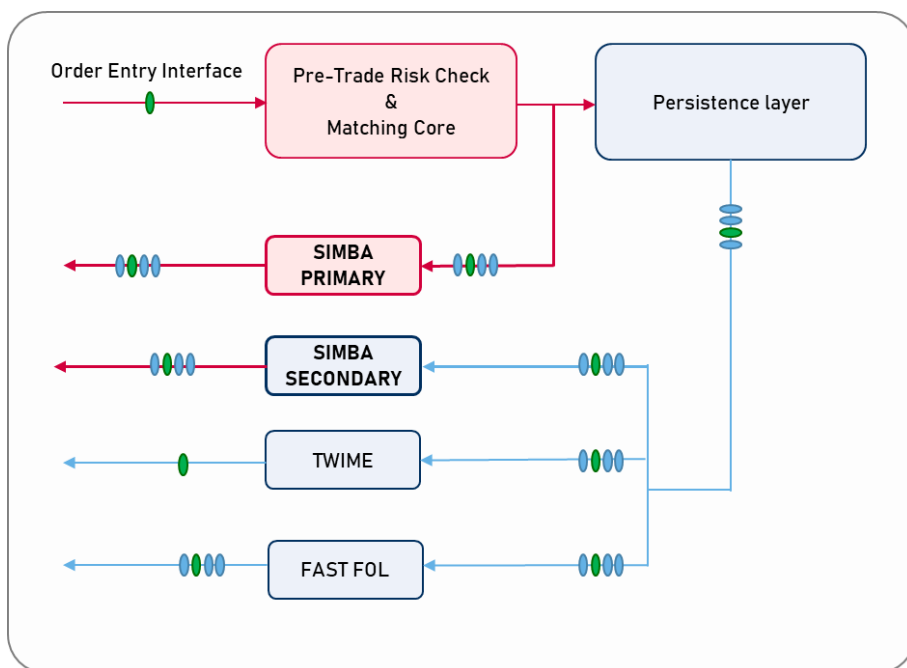 Order Entry Interface
Pre-Trade Risk Check
&
Matching Core
Persistence layer
SIMBA
PRIMARY
SIMBA
SECONDARY
TWIME
FAST FOL